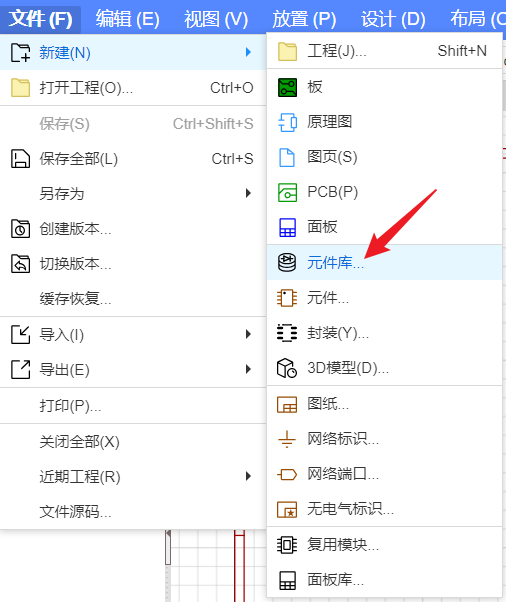 文件 (F) 编辑 (E) 视图 (V) 放置 (P) 设计 (D) 布局 (O
新建(N)
打开工程(O)... Ctrl+O
保存(S) Ctrl+Shift+S
保存全部(L) Ctrl+S
另存为
创建版本...
切换版本...
缓存恢复...
导入(I)
导出(E)
打印(P)...
关闭全部(X)
近期工程(R)
文件源码...
工程(J)... Shift+N
板
原理图
图页(S)
PCB(P)
面板
元件库...
元件...
封装(Y)...
3D模型(D)...
图纸...
网络标识...
网络端口...
无电气标识...
复用模块...
面板库...